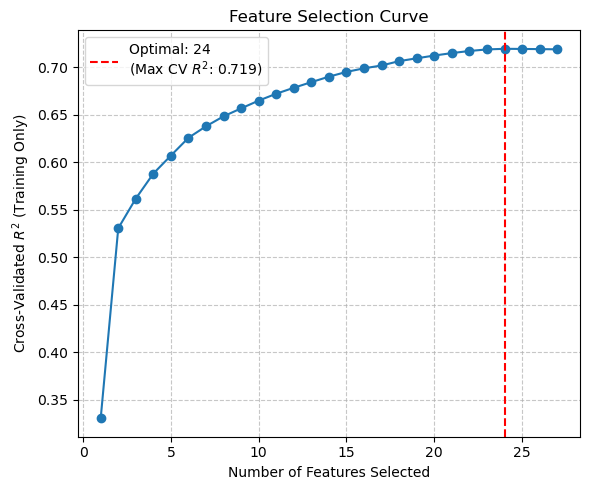 Feature Selection Curve
Optimal: 24
(Max CV $R^2$: 0.719)
Cross-Validated $R^2$ (Training Only)
0.70
0.65
0.60
0.55
0.50
0.45
0.40
0.35
0
5
10
15
20
25
Number of Features Selected